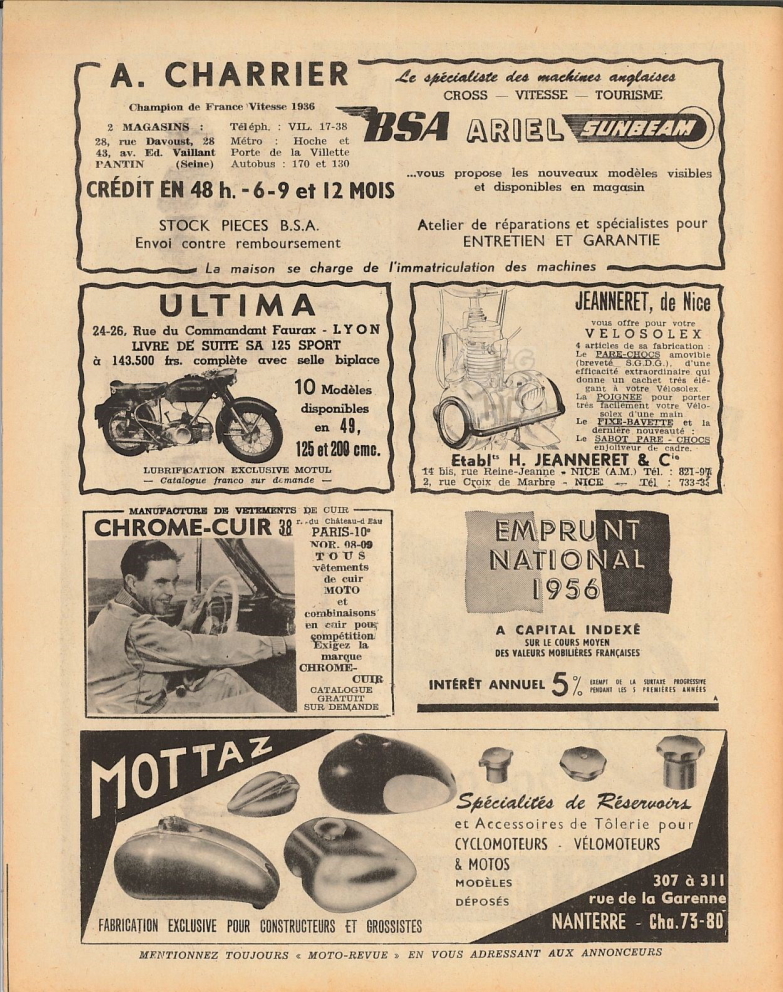 A. CHARRIER
Champion de France Vitesse 1936
2 MAGASINS :
28, rue Davoust, 28
43, av. Ed. Vaillant
PANTIN (Seine)
Téléph. : VIL. 17-38
Métro : Hoche et
Porte de la Villette
Autobus : 170 et 130
CRÉDIT EN 48 h. - 6-9 et 12 MOIS
STOCK PIECES B.S.A.
Envoi contre remboursement
Le spécialiste des machines anglaises
CROSS — VITESSE — TOURISME
BSA ARIEL SUNBEAM
...vous propose les nouveaux modèles visibles
et disponibles en magasin
Atelier de réparations et spécialistes pour
ENTRETIEN ET GARANTIE
La maison se charge de l'immatriculation des machines
ULTIMA
24-26, Rue du Commandant Faurax - LYON
LIVRE DE SUITE SA 125 SPORT
à 143.500 frs. complète avec selle biplace
10 Modèles
disponibles
en 49,
125 et 200 cmc.
LUBRIFICATION EXCLUSIVE MOTUL
— Catalogue franco sur demande —
JEANNERET, de Nice
vous offre pour votre
VELOSOLEX
4 articles de sa fabrication :
Le PARE-CHOCS amovible
(breveté S.G.D.G.), d'une
efficacité extraordinaire qui
donne un cachet très élé-
gant à votre Vélosolex.
La POIGNEE pour porter
très facilement votre Vélo-
solex d'une main
Le FIXE-BAVETTE et la
dernière nouveauté :
Le SABOT PARE-CHOCS
enjoliveur de cadre.
Etablts H. JEANNERET & Cie
14 bis, rue Reine-Jeanne - NICE (A.M.) Tél. : 821-97
2, rue Croix de Marbre - NICE — Tél : 733-33
MANUFACTURE DE VETEMENTS DE CUIR
CHROME-CUIR 38 r. du Château-d'Eau
PARIS-10e
NOR. 08-09
TOUS
vêtements
de cuir
MOTO
et
combinaisons
en cuir pour
compétition
Exigez la
marque
CHROME-
CUIR
CATALOGUE
GRATUIT
SUR DEMANDE
EMPRUNT
NATIONAL
1956
A CAPITAL INDEXÉ
SUR LE COURS MOYEN
DES VALEURS MOBILIÈRES FRANÇAISES
INTÉRÊT ANNUEL 5%
EXEMPT DE LA SURTAXE PROGRESSIVE
PENDANT LES 5 PREMIÈRES ANNÉES
A
MOTTAZ
Spécialités de Réservoirs
et Accessoires de Tôlerie pour
CYCLOMOTEURS - VÉLOMOTEURS
& MOTOS
MODÈLES
DÉPOSÉS
307 à 311
rue de la Garenne
NANTERRE - Cha. 73-80
FABRICATION EXCLUSIVE POUR CONSTRUCTEURS ET GROSSISTES
MENTIONNEZ TOUJOURS « MOTO-REVUE » EN VOUS ADRESSANT AUX ANNONCEURS